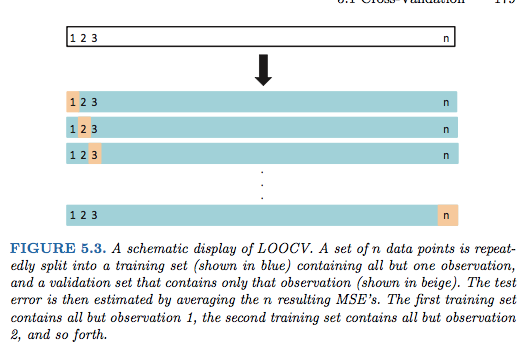 5.1 Cross-Validation 179
1 2 3 n
1 2 3 n
1 2 3 n
1 2 3 n
1 2 3 n
FIGURE 5.3. A schematic display of LOOCV. A set of n data points is repeat-
edly split into a training set (shown in blue) containing all but one observation,
and a validation set that contains only that observation (shown in beige). The test
error is then estimated by averaging the n resulting MSE's. The first training set
contains all but observation 1, the second training set contains all but observation
2, and so forth.